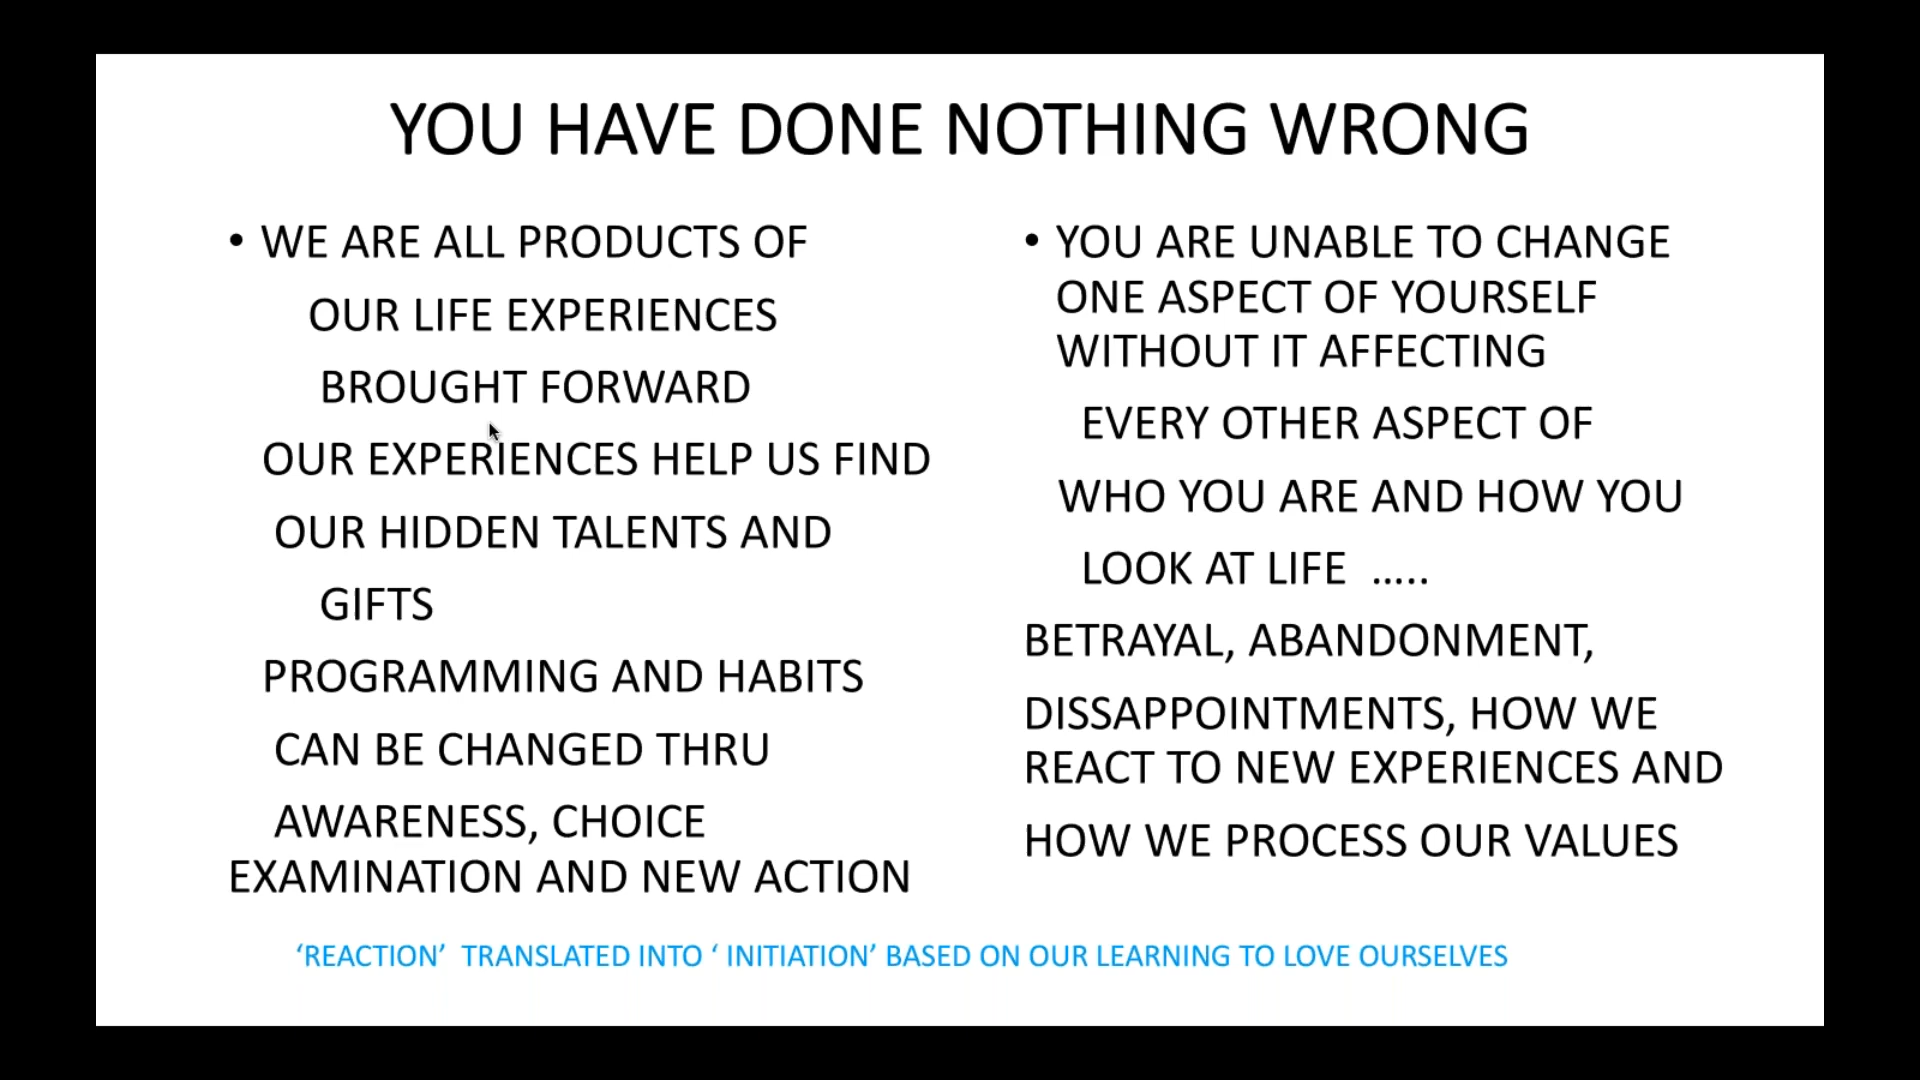 YOU HAVE DONE NOTHING WRONG
• WE ARE ALL PRODUCTS OF
OUR LIFE EXPERIENCES
BROUGHT FORWARD
OUR EXPERIENCES HELP US FIND
OUR HIDDEN TALENTS AND
GIFTS
PROGRAMMING AND HABITS
CAN BE CHANGED THRU
AWARENESS, CHOICE
EXAMINATION AND NEW ACTION
• YOU ARE UNABLE TO CHANGE
ONE ASPECT OF YOURSELF
WITHOUT IT AFFECTING
EVERY OTHER ASPECT OF
WHO YOU ARE AND HOW YOU
LOOK AT LIFE …..
BETRAYAL, ABANDONMENT,
DISSAPPOINTMENTS, HOW WE
REACT TO NEW EXPERIENCES AND
HOW WE PROCESS OUR VALUES
‘REACTION’ TRANSLATED INTO ‘ INITIATION’ BASED ON OUR LEARNING TO LOVE OURSELVES